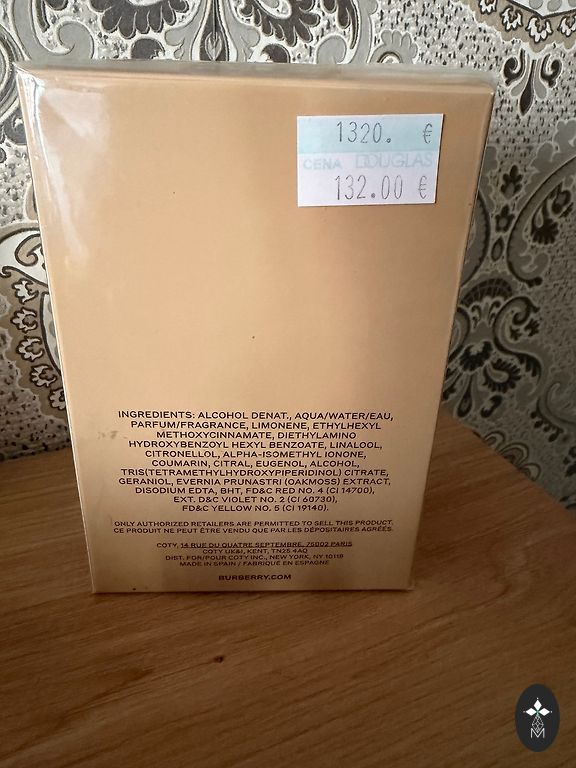 1320. €
CENA DOUGLAS
132.00 €
INGREDIENTS: ALCOHOL DENAT., AQUA/WATER/EAU,
PARFUM/FRAGRANCE, LIMONENE, ETHYLHEXYL
METHOXYCINNAMATE, DIETHYLAMINO
HYDROXYBENZOYL HEXYL BENZOATE, LINALOOL,
CITRONELLOL, ALPHA-ISOMETHYL IONONE,
COUMARIN, CITRAL, EUGENOL, ALCOHOL,
TRIS(TETRAMETHYLHYDROXYPIPERIDINOL) CITRATE,
GERANIOL, EVERNIA PRUNASTRI (OAKMOSS) EXTRACT,
DISODIUM EDTA, BHT, FD&C RED NO. 4 (CI 14700),
EXT. D&C VIOLET NO. 2 (CI 60730),
FD&C YELLOW NO. 5 (CI 19140).
ONLY AUTHORIZED RETAILERS ARE PERMITTED TO SELL THIS PRODUCT.
CE PRODUIT NE PEUT ÊTRE VENDU QUE PAR LES DÉPOSITAIRES AGRÉÉS.
COTY, 14 RUE DU QUATRE SEPTEMBRE, 75002 PARIS
COTY UK&I, KENT, TN25 4AQ
DIST. FOR/POUR COTY INC., NEW YORK, NY 10118
MADE IN SPAIN / FABRIQUÉ EN ESPAGNE
BURBERRY.COM